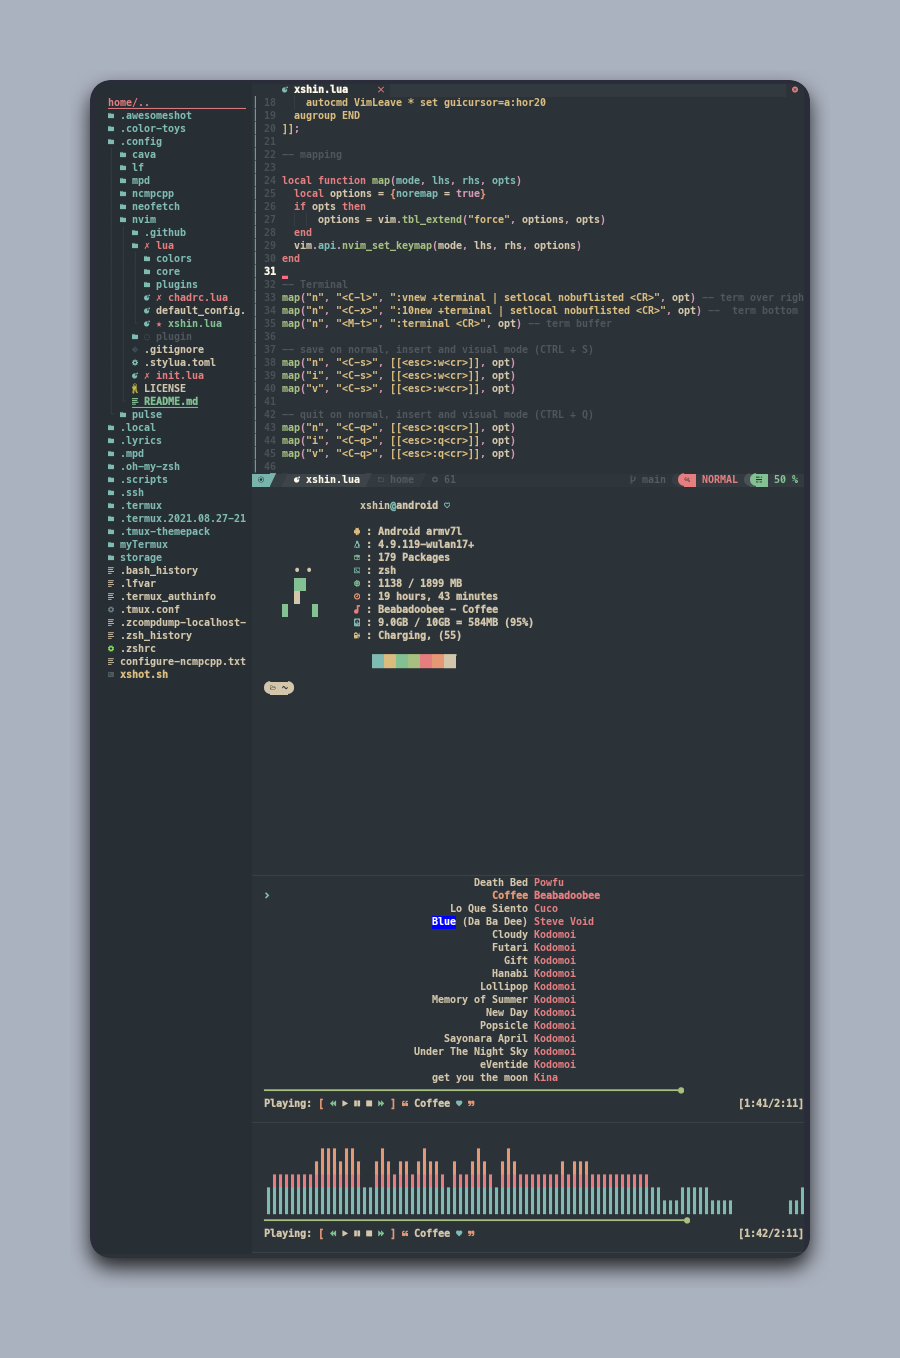 home/..
.awesomeshot
.color-toys
.config
cava
lf
mpd
ncmpcpp
neofetch
nvim
.github
✗ lua
colors
core
plugins
✗ chadrc.lua
default_config.
★ xshin.lua
plugin
.gitignore
.stylua.toml
✗ init.lua
LICENSE
README.md
pulse
.local
.lyrics
.mpd
.oh-my-zsh
.scripts
.ssh
.termux
.termux.2021.08.27-21
.tmux-themepack
myTermux
storage
.bash_history
.lfvar
.termux_authinfo
.tmux.conf
.zcompdump-localhost-
.zsh_history
.zshrc
configure-ncmpcpp.txt
xshot.sh
xshin.lua
18 autocmd VimLeave * set guicursor=a:hor20
19 augroup END
20 ]];
21
22 -- mapping
23
24 local function map(mode, lhs, rhs, opts)
25 local options = {noremap = true}
26 if opts then
27 options = vim.tbl_extend("force", options, opts)
28 end
29 vim.api.nvim_set_keymap(mode, lhs, rhs, options)
30 end
31
32 -- Terminal
33 map("n", "<C-l>", ":vnew +terminal | setlocal nobuflisted <CR>", opt) -- term over righ
34 map("n", "<C-x>", ":10new +terminal | setlocal nobuflisted <CR>", opt) --  term bottom
35 map("n", "<M-t>", ":terminal <CR>", opt) -- term buffer
36
37 -- save on normal, insert and visual mode (CTRL + S)
38 map("n", "<C-s>", [[<esc>:w<cr>]], opt)
39 map("i", "<C-s>", [[<esc>:w<cr>]], opt)
40 map("v", "<C-s>", [[<esc>:w<cr>]], opt)
41
42 -- quit on normal, insert and visual mode (CTRL + Q)
43 map("n", "<C-q>", [[<esc>:q<cr>]], opt)
44 map("i", "<C-q>", [[<esc>:q<cr>]], opt)
45 map("v", "<C-q>", [[<esc>:q<cr>]], opt)
46
xshin.lua home 61 main NORMAL 50 %
xshin@android ♡
: Android armv7l
: 4.9.119-wulan17+
: 179 Packages
: zsh
: 1138 / 1899 MB
: 19 hours, 43 minutes
: Beabadoobee - Coffee
: 9.0GB / 10GB = 584MB (95%)
: Charging, (55)
~
Death Bed Powfu
Coffee Beabadoobee
Lo Que Siento Cuco
Blue (Da Ba Dee) Steve Void
Cloudy Kodomoi
Futari Kodomoi
Gift Kodomoi
Hanabi Kodomoi
Lollipop Kodomoi
Memory of Summer Kodomoi
New Day Kodomoi
Popsicle Kodomoi
Sayonara April Kodomoi
Under The Night Sky Kodomoi
eVentide Kodomoi
get you the moon Kina
Playing: [ ] ❝ Coffee ♥ ❞ [1:41/2:11]
Playing: [ ] ❝ Coffee ♥ ❞ [1:42/2:11]